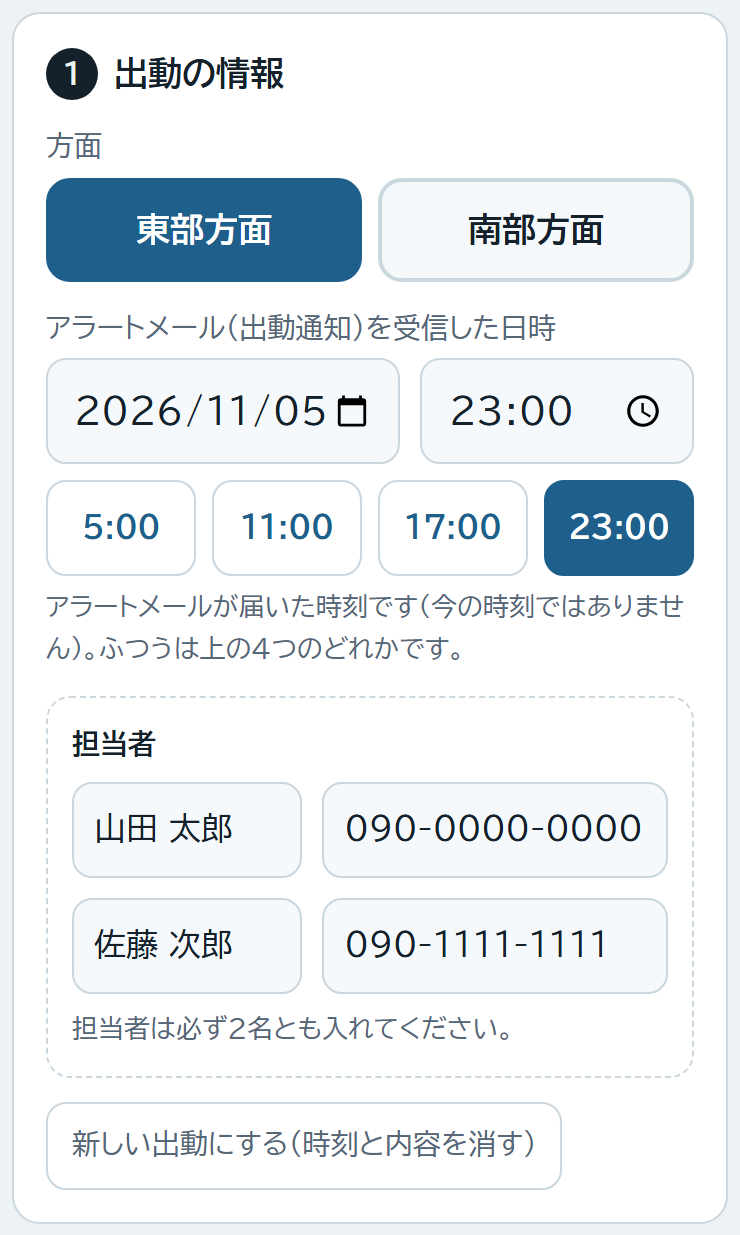 1 出動の情報
方面
東部方面 南部方面
アラートメール(出動通知)を受信した日時
2026/11/05 23:00
5:00 11:00 17:00 23:00
アラートメールが届いた時刻です(今の時刻ではありませ
ん)。ふつうは上の4つのどれかです。
担当者
山田 太郎 090-0000-0000
佐藤 次郎 090-1111-1111
担当者は必ず2名とも入れてください。
新しい出動にする(時刻と内容を消す)